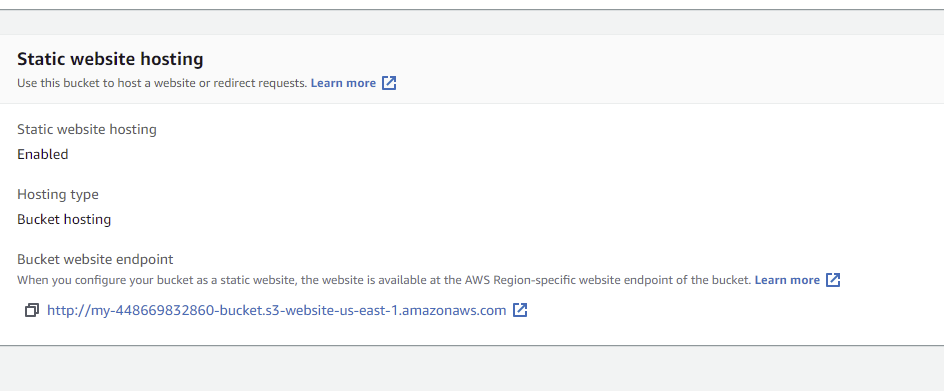 Static website hosting
Use this bucket to host a website or redirect requests. Learn more
Static website hosting
Enabled
Hosting type
Bucket hosting
Bucket website endpoint
When you configure your bucket as a static website, the website is available at the AWS Region-specific website endpoint of the bucket. Learn more
http://my-448669832860-bucket.s3-website-us-east-1.amazonaws.com